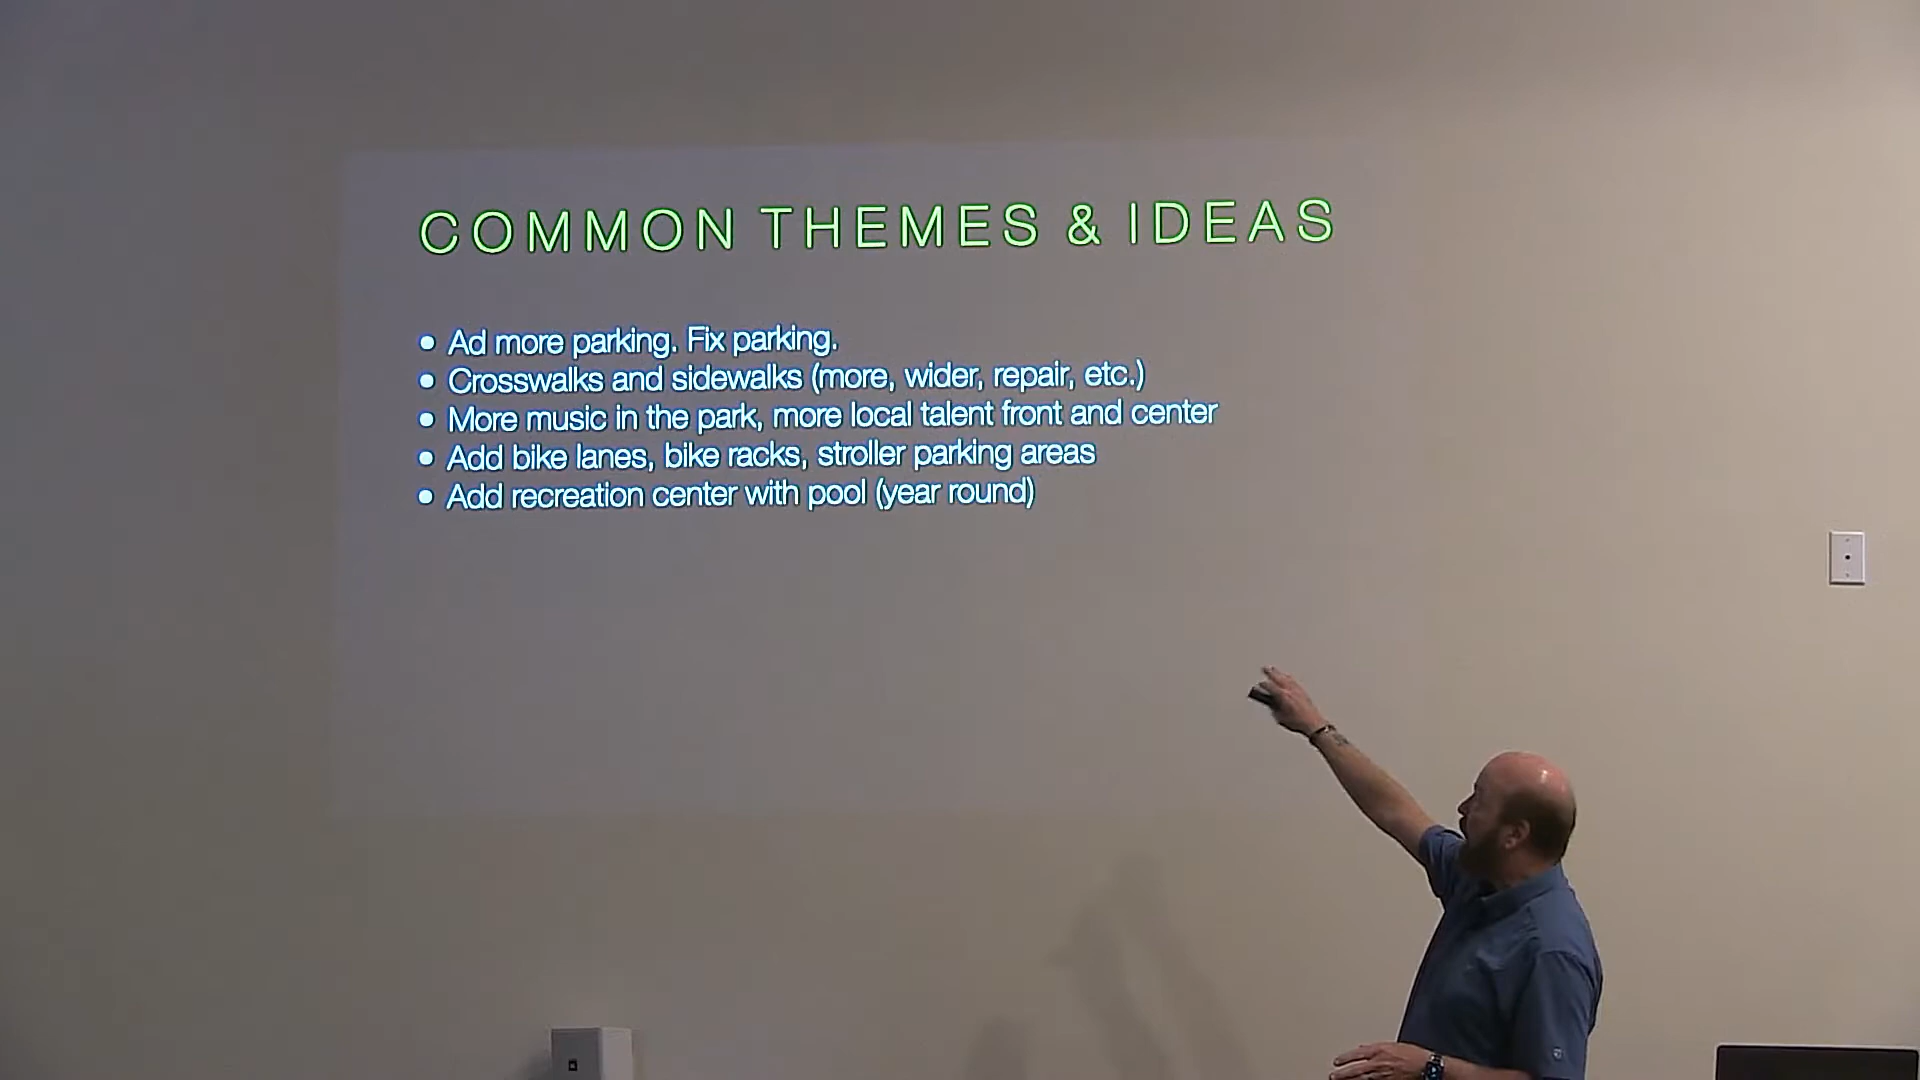 COMMON THEMES & IDEAS
• Ad more parking. Fix parking.
• Crosswalks and sidewalks (more, wider, repair, etc.)
• More music in the park, more local talent front and center
• Add bike lanes, bike racks, stroller parking areas
• Add recreation center with pool (year round)